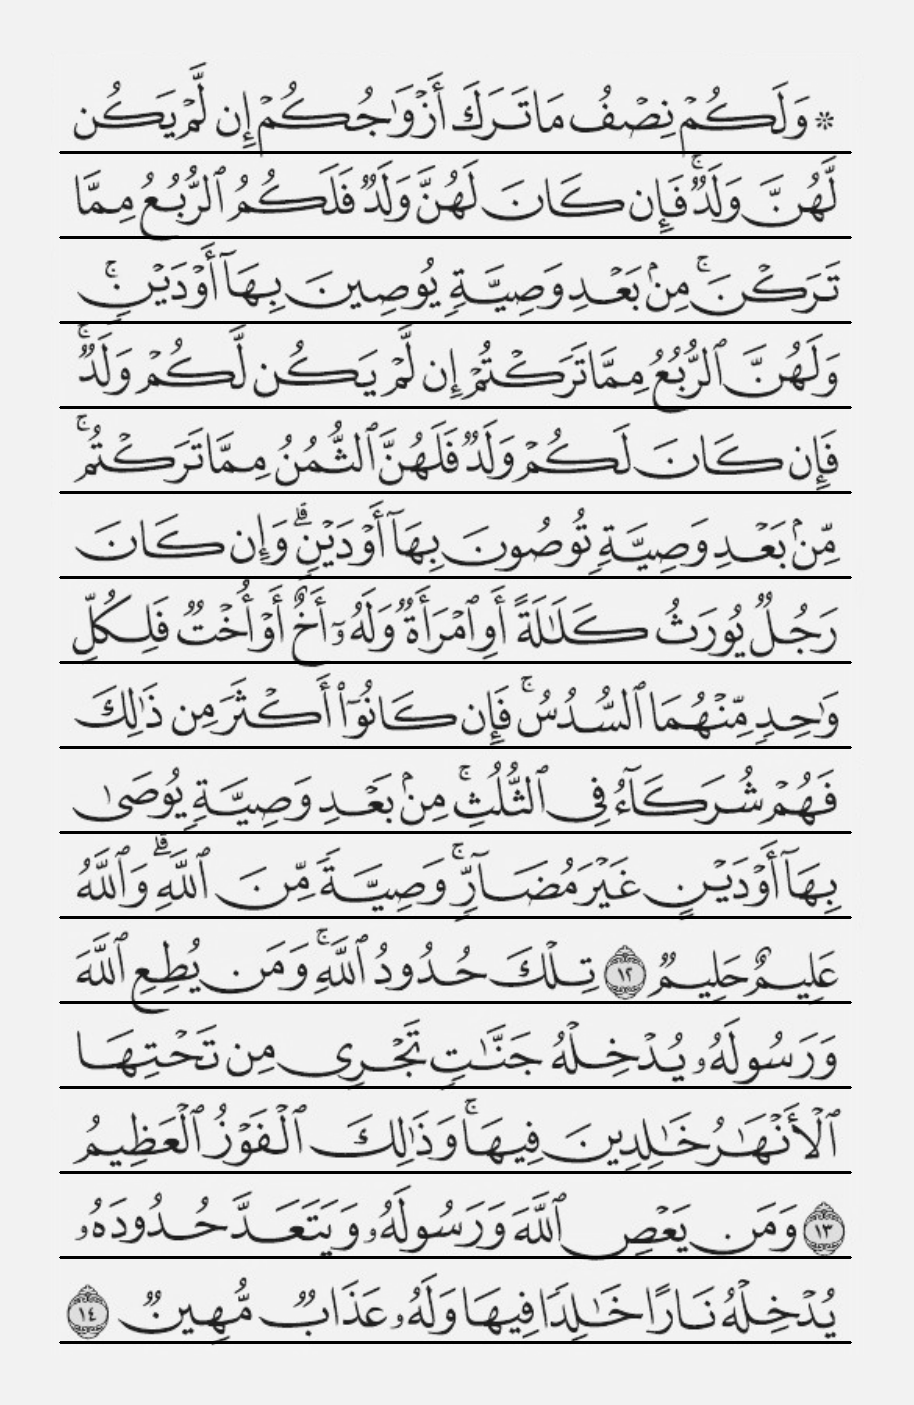 ۞ وَلَكُمۡ نِصۡفُ مَا تَرَكَ أَزۡوَٰجُكُمۡ إِن لَّمۡ يَكُن
لَّهُنَّ وَلَدٞۚ فَإِن كَانَ لَهُنَّ وَلَدٞ فَلَكُمُ ٱلرُّبُعُ مِمَّا
تَرَكۡنَۚ مِنۢ بَعۡدِ وَصِيَّةٖ يُوصِينَ بِهَآ أَوۡ دَيۡنٖۚ
وَلَهُنَّ ٱلرُّبُعُ مِمَّا تَرَكۡتُمۡ إِن لَّمۡ يَكُن لَّكُمۡ وَلَدٞۚ
فَإِن كَانَ لَكُمۡ وَلَدٞ فَلَهُنَّ ٱلثُّمُنُ مِمَّا تَرَكۡتُمۚ
مِّنۢ بَعۡدِ وَصِيَّةٖ تُوصُونَ بِهَآ أَوۡ دَيۡنٖۗ وَإِن كَانَ
رَجُلٞ يُورَثُ كَلَٰلَةً أَوِ ٱمۡرَأَةٞ وَلَهُۥٓ أَخٌ أَوۡ أُخۡتٞ فَلِكُلِّ
وَٰحِدٖ مِّنۡهُمَا ٱلسُّدُسُۚ فَإِن كَانُوٓاْ أَكۡثَرَ مِن ذَٰلِكَ
فَهُمۡ شُرَكَآءُ فِي ٱلثُّلُثِۚ مِنۢ بَعۡدِ وَصِيَّةٖ يُوصَىٰ
بِهَآ أَوۡ دَيۡنٍ غَيۡرَ مُضَآرّٖۚ وَصِيَّةٗ مِّنَ ٱللَّهِۗ وَٱللَّهُ
عَلِيمٌ حَلِيمٞ ١٢ تِلۡكَ حُدُودُ ٱللَّهِۚ وَمَن يُطِعِ ٱللَّهَ
وَرَسُولَهُۥ يُدۡخِلۡهُ جَنَّٰتٖ تَجۡرِي مِن تَحۡتِهَا
ٱلۡأَنۡهَٰرُ خَٰلِدِينَ فِيهَاۚ وَذَٰلِكَ ٱلۡفَوۡزُ ٱلۡعَظِيمُ
١٣ وَمَن يَعۡصِ ٱللَّهَ وَرَسُولَهُۥ وَيَتَعَدَّ حُدُودَهُۥ
يُدۡخِلۡهُ نَارًا خَٰلِدٗا فِيهَا وَلَهُۥ عَذَابٞ مُّهِينٞ ١٤